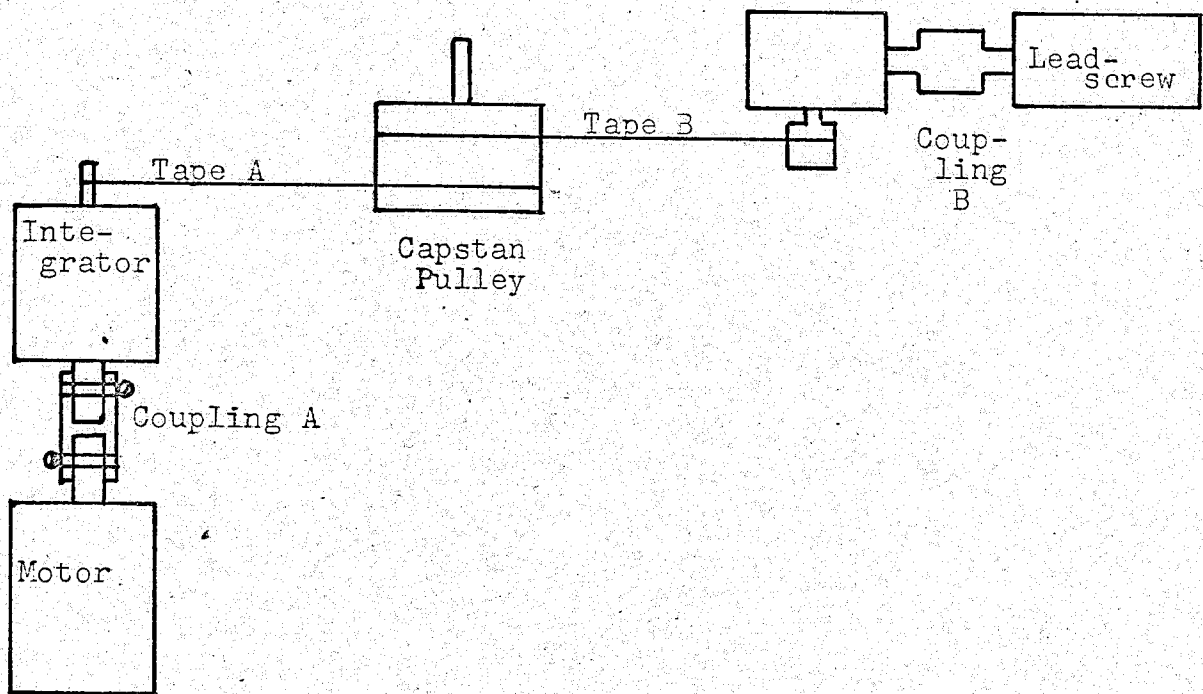 Lead-
screw
Tape B
Coup-
ling
B
Tape A
Inte-
grator
Capstan
Pulley
Coupling A
Motor